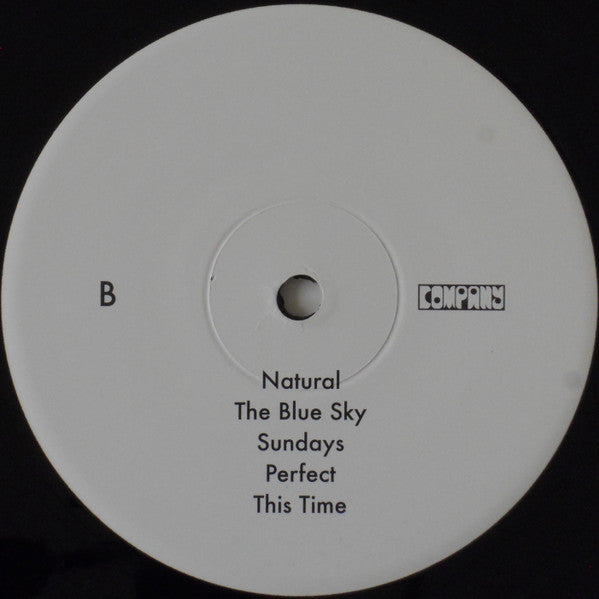 B
COMPANY
Natural
The Blue Sky
Sundays
Perfect
This Time